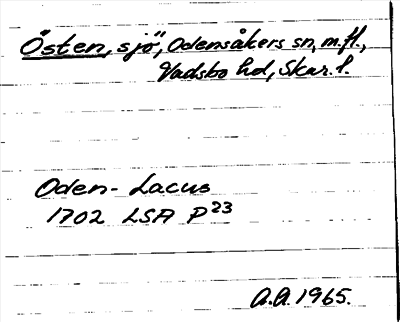 Östen, sjö, Odensåkers sn, m.fl.,
Vadsbo hd, Skar. l.
Oden-Lacus
1702 LSA P23
A.A. 1965.